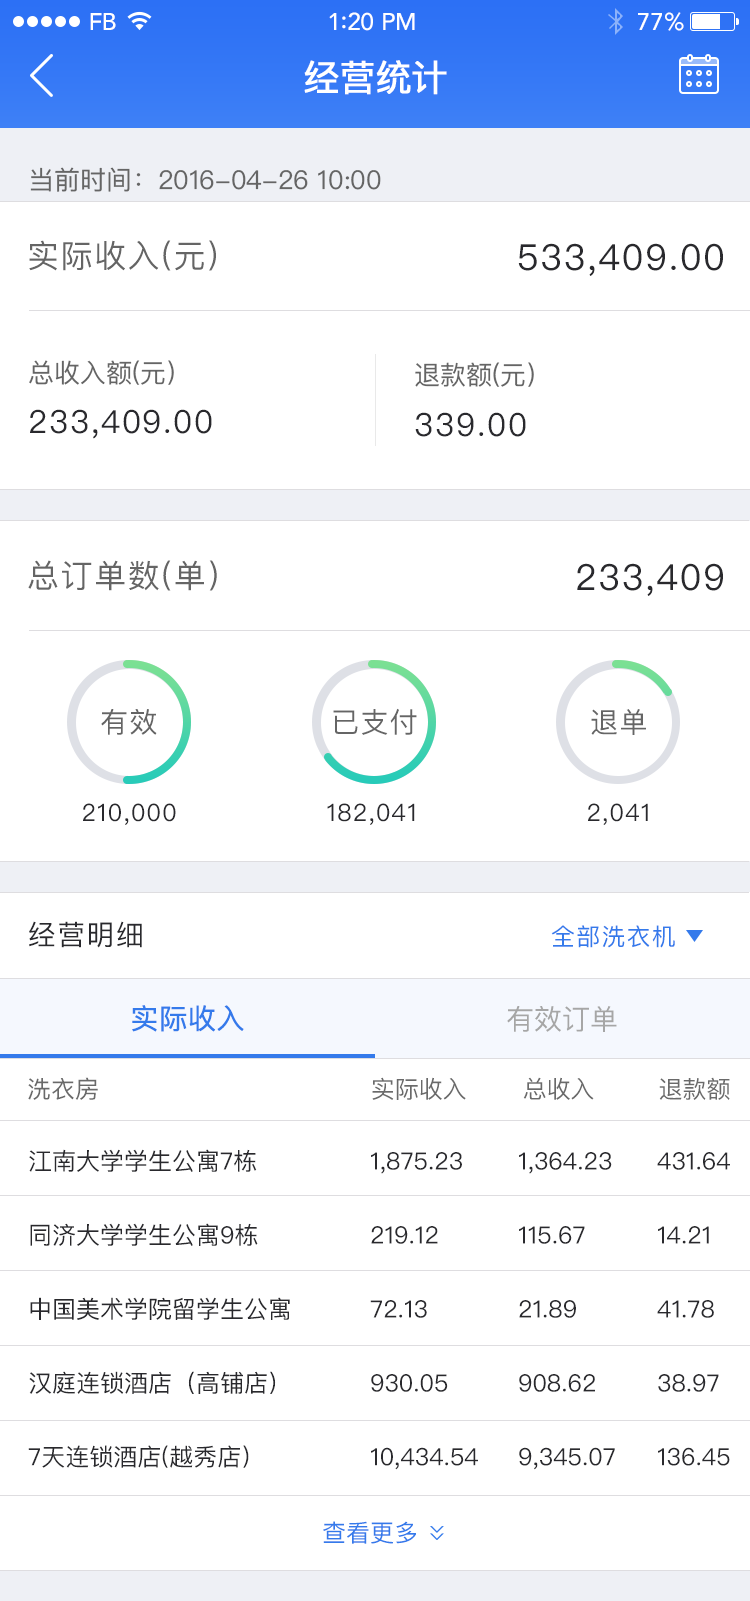 FB 1:20 PM 77%
经营统计
当前时间：2016-04-26 10:00
实际收入(元) 533,409.00
总收入额(元) 退款额(元)
233,409.00 339.00
总订单数(单) 233,409
有效 已支付 退单
210,000 182,041 2,041
经营明细 全部洗衣机
实际收入 有效订单
洗衣房 实际收入 总收入 退款额
江南大学学生公寓7栋 1,875.23 1,364.23 431.64
同济大学学生公寓9栋 219.12 115.67 14.21
中国美术学院留学生公寓 72.13 21.89 41.78
汉庭连锁酒店（高铺店） 930.05 908.62 38.97
7天连锁酒店(越秀店) 10,434.54 9,345.07 136.45
查看更多